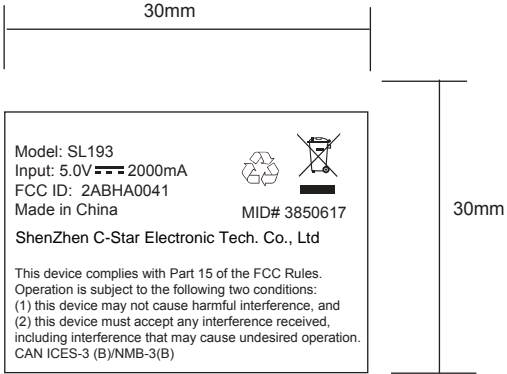 30mm
Model: SL193
Input: 5.0V⎓2000mA
FCC ID: 2ABHA0041
Made in China
MID# 3850617
30mm
ShenZhen C-Star Electronic Tech. Co., Ltd
This device complies with Part 15 of the FCC Rules.
Operation is subject to the following two conditions:
(1) this device may not cause harmful interference, and
(2) this device must accept any interference received,
including interference that may cause undesired operation.
CAN ICES-3 (B)/NMB-3(B)